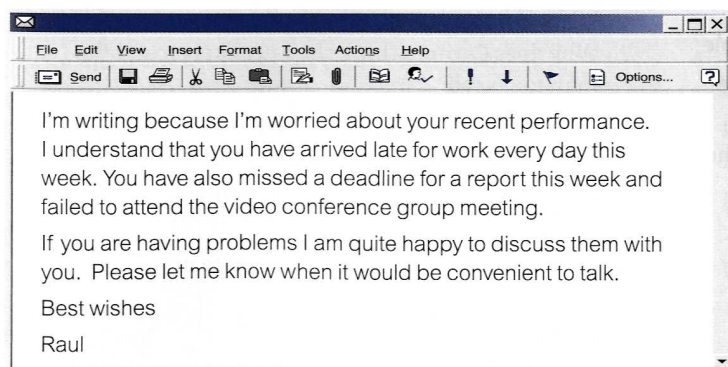 File Edit View Insert Format Tools Actions Help
Send Options...
I'm writing because I'm worried about your recent performance.
I understand that you have arrived late for work every day this
week. You have also missed a deadline for a report this week and
failed to attend the video conference group meeting.
If you are having problems I am quite happy to discuss them with
you. Please let me know when it would be convenient to talk.
Best wishes
Raul